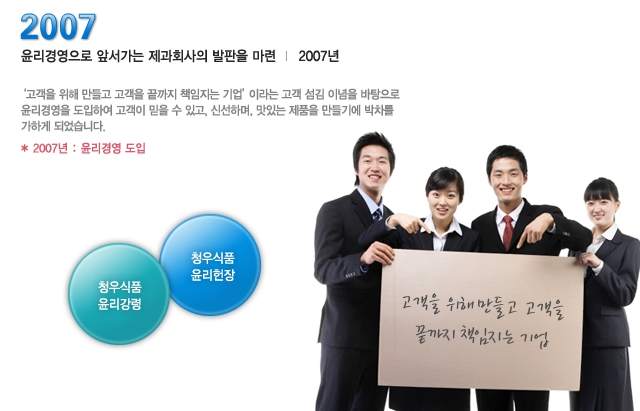 2007
윤리경영으로 앞서가는 제과회사의 발판을 마련 | 2007년
'고객을 위해 만들고 고객을 끝까지 책임지는 기업' 이라는 고객 섬김 이념을 바탕으로
윤리경영을 도입하여 고객이 믿을 수 있고, 신선하며, 맛있는 제품을 만들기에 박차를
가하게 되었습니다.
* 2007년 : 윤리경영 도입
청우식품
윤리헌장
청우식품
윤리강령
고객을 위해 만들고 고객을
끝까지 책임지는 기업